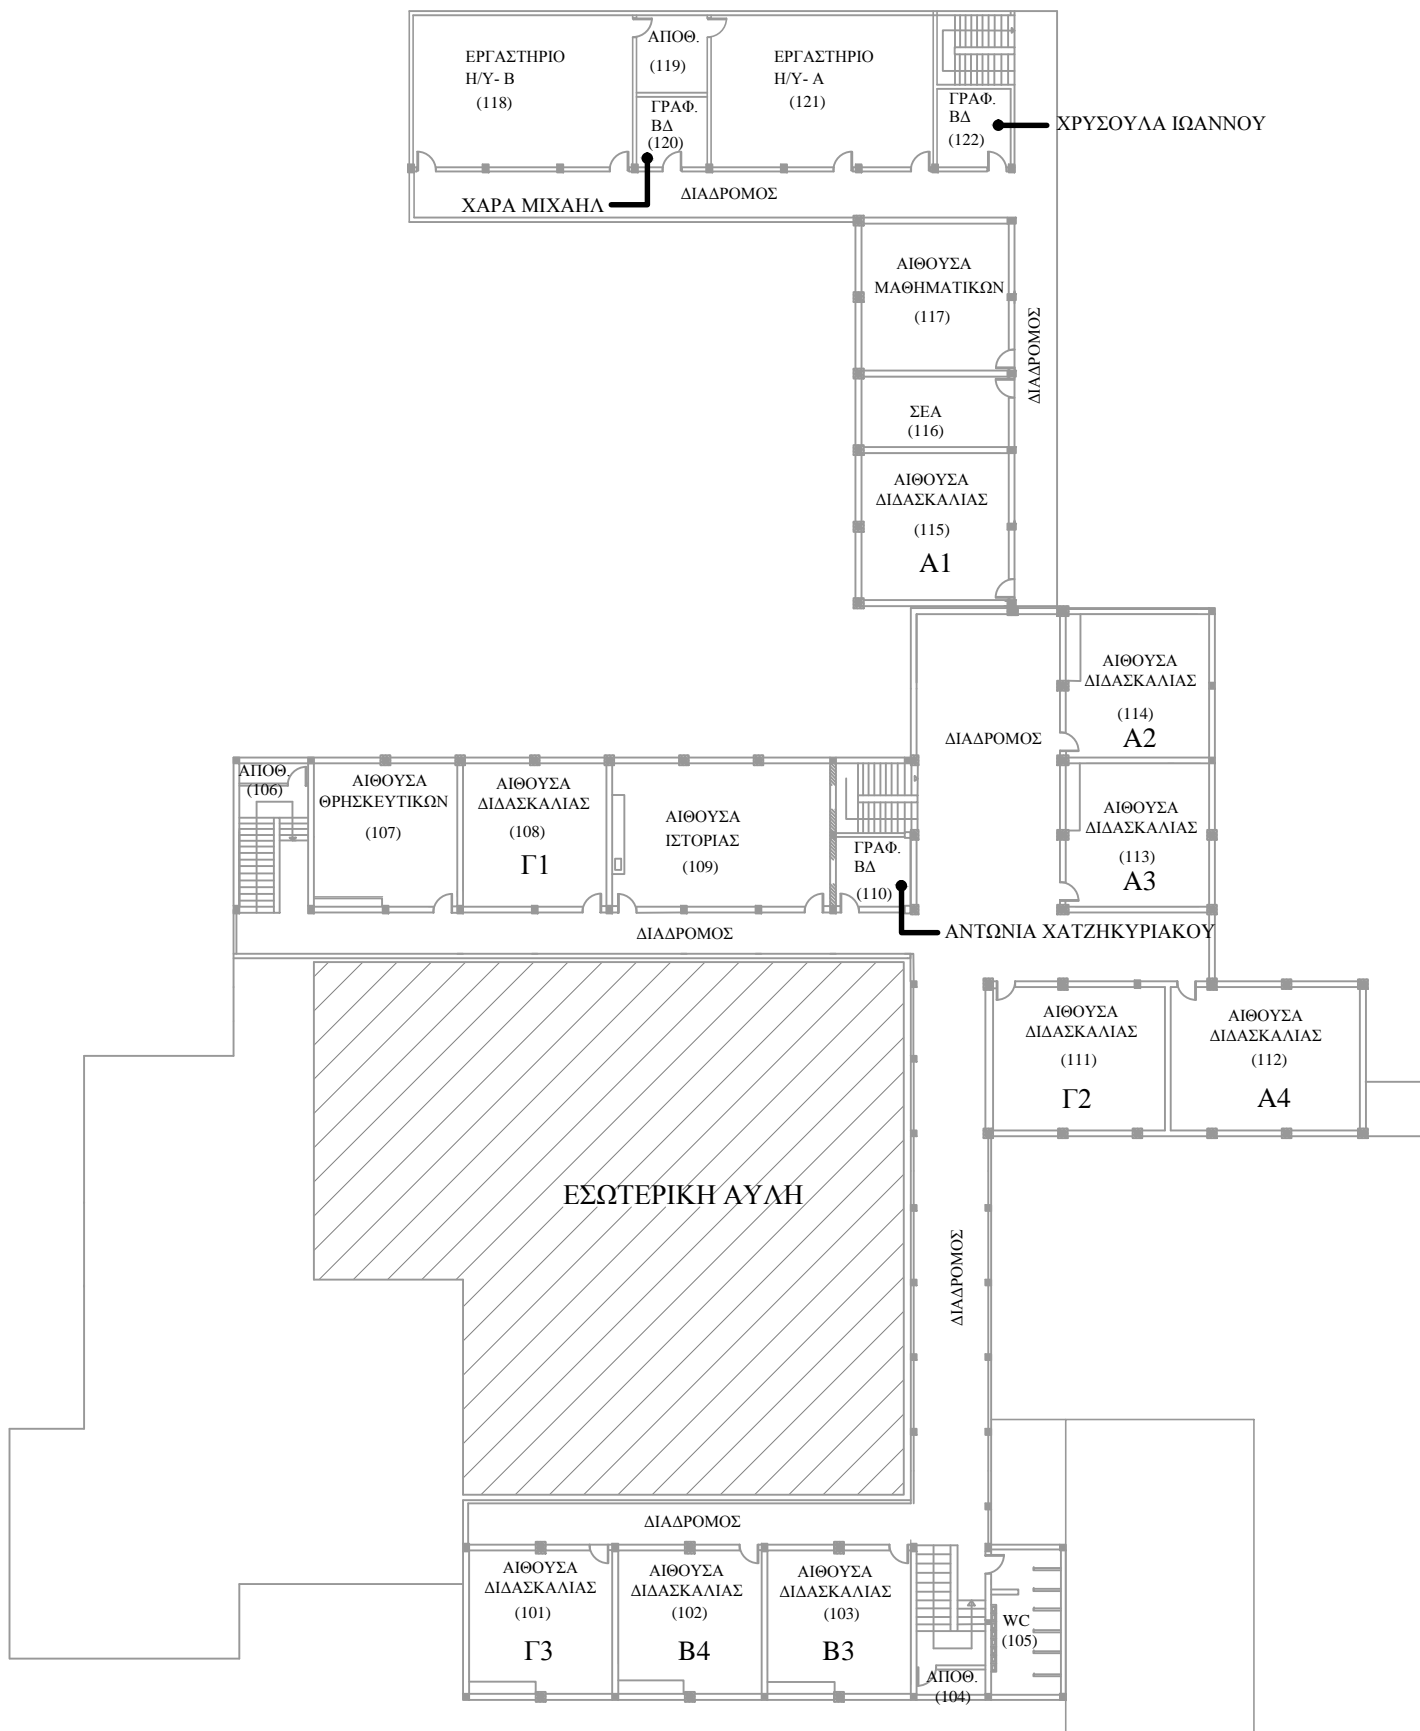 ΕΡΓΑΣΤΗΡΙΟ
Η/Υ- Β
(118)
ΑΠΟΘ.
(119)
ΓΡΑΦ.
ΒΔ
(120)
ΕΡΓΑΣΤΗΡΙΟ
Η/Υ- Α
(121)
ΓΡΑΦ.
ΒΔ
(122)
ΧΡΥΣΟΥΛΑ ΙΩΑΝΝΟΥ
ΧΑΡΑ ΜΙΧΑΗΛ
ΔΙΑΔΡΟΜΟΣ
ΑΙΘΟΥΣΑ
ΜΑΘΗΜΑΤΙΚΩΝ
(117)
ΔΙΑΔΡΟΜΟΣ
ΣΕΑ
(116)
ΑΙΘΟΥΣΑ
ΔΙΔΑΣΚΑΛΙΑΣ
(115)
Α1
ΑΙΘΟΥΣΑ
ΔΙΔΑΣΚΑΛΙΑΣ
(114)
Α2
ΔΙΑΔΡΟΜΟΣ
ΑΙΘΟΥΣΑ
ΔΙΔΑΣΚΑΛΙΑΣ
(113)
Α3
ΑΠΟΘ.
(106)
ΑΙΘΟΥΣΑ
ΘΡΗΣΚΕΥΤΙΚΩΝ
(107)
ΑΙΘΟΥΣΑ
ΔΙΔΑΣΚΑΛΙΑΣ
(108)
Γ1
ΑΙΘΟΥΣΑ
ΙΣΤΟΡΙΑΣ
(109)
ΓΡΑΦ.
ΒΔ
(110)
ΑΝΤΩΝΙΑ ΧΑΤΖΗΚΥΡΙΑΚΟΥ
ΔΙΑΔΡΟΜΟΣ
ΑΙΘΟΥΣΑ
ΔΙΔΑΣΚΑΛΙΑΣ
(111)
Γ2
ΑΙΘΟΥΣΑ
ΔΙΔΑΣΚΑΛΙΑΣ
(112)
Α4
ΕΣΩΤΕΡΙΚΗ ΑΥΛΗ
ΔΙΑΔΡΟΜΟΣ
ΔΙΑΔΡΟΜΟΣ
ΑΙΘΟΥΣΑ
ΔΙΔΑΣΚΑΛΙΑΣ
(101)
Γ3
ΑΙΘΟΥΣΑ
ΔΙΔΑΣΚΑΛΙΑΣ
(102)
Β4
ΑΙΘΟΥΣΑ
ΔΙΔΑΣΚΑΛΙΑΣ
(103)
Β3
ΑΠΟΘ.
(104)
WC
(105)